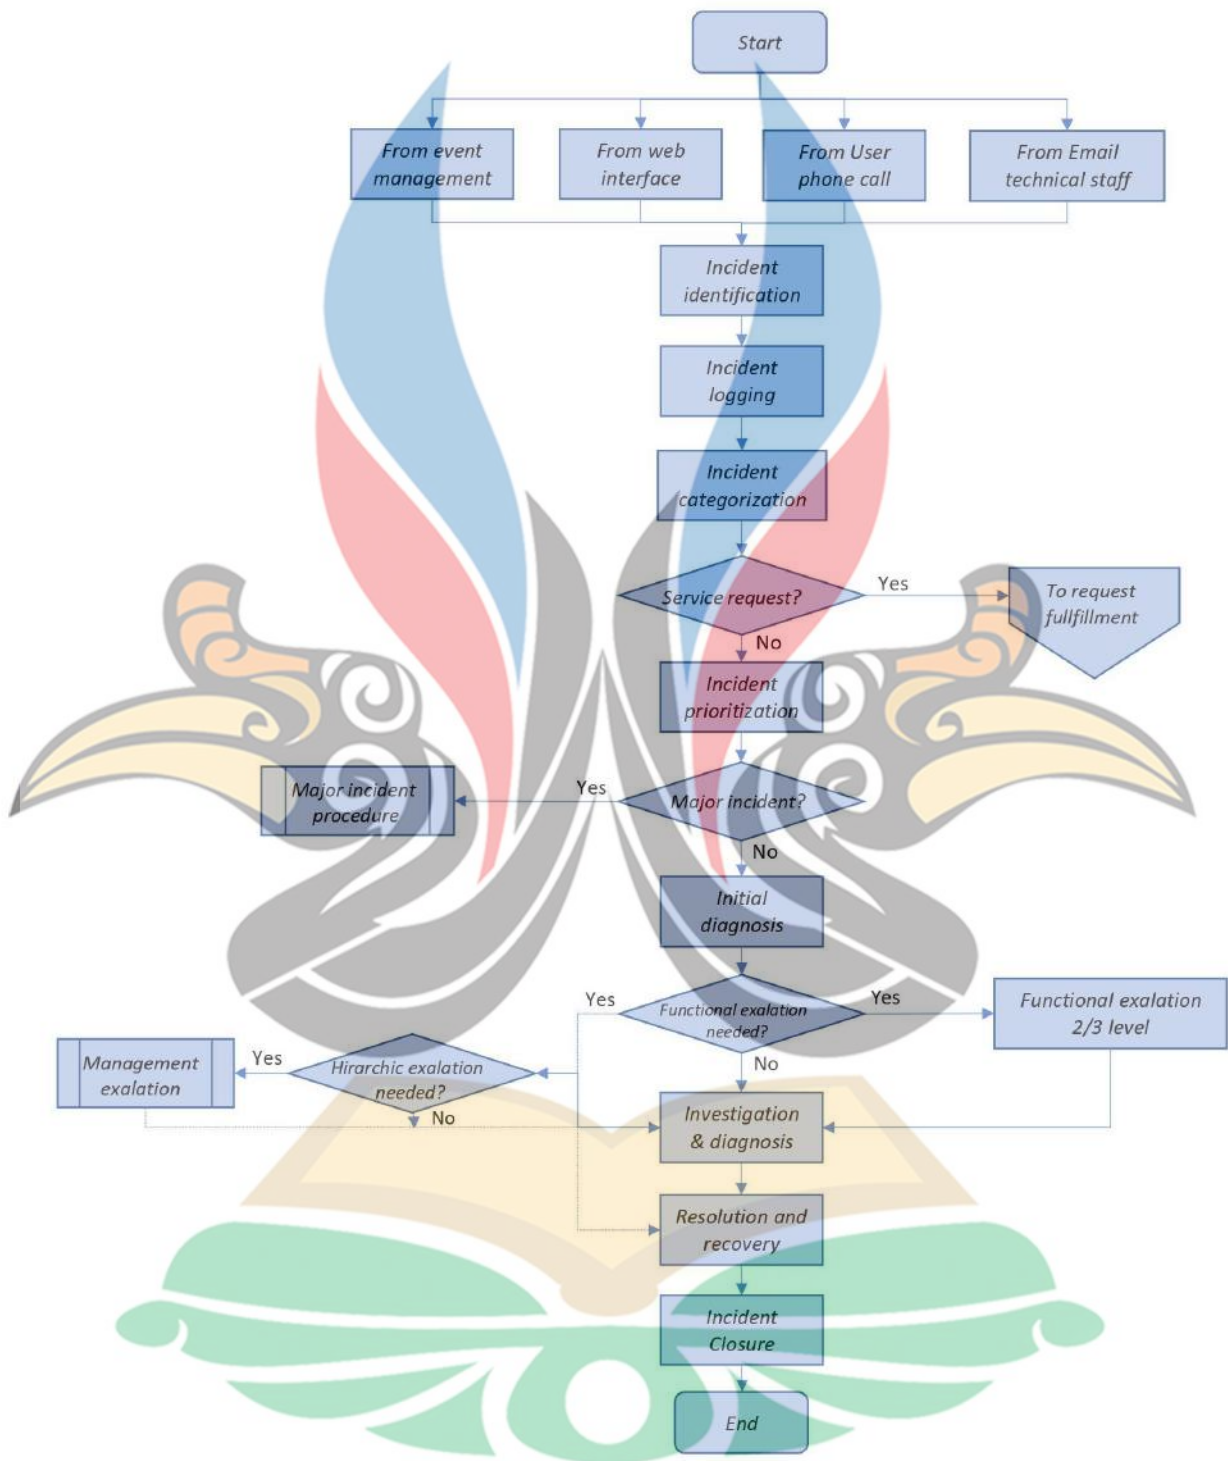 Start
From event
management
From web
interface
From User
phone call
From Email
technical staff
Incident
identification
Incident
logging
Incident
categorization
Service request?
Yes
To request
fullfillment
No
Incident
prioritization
Major incident?
Yes
Major incident
procedure
No
Initial
diagnosis
Functional exalation
needed?
Yes
Yes
Functional exalation
2/3 level
No
Hirarchic exalation
needed?
Yes
Management
exalation
No
Investigation
& diagnosis
Resolution and
recovery
Incident
Closure
End